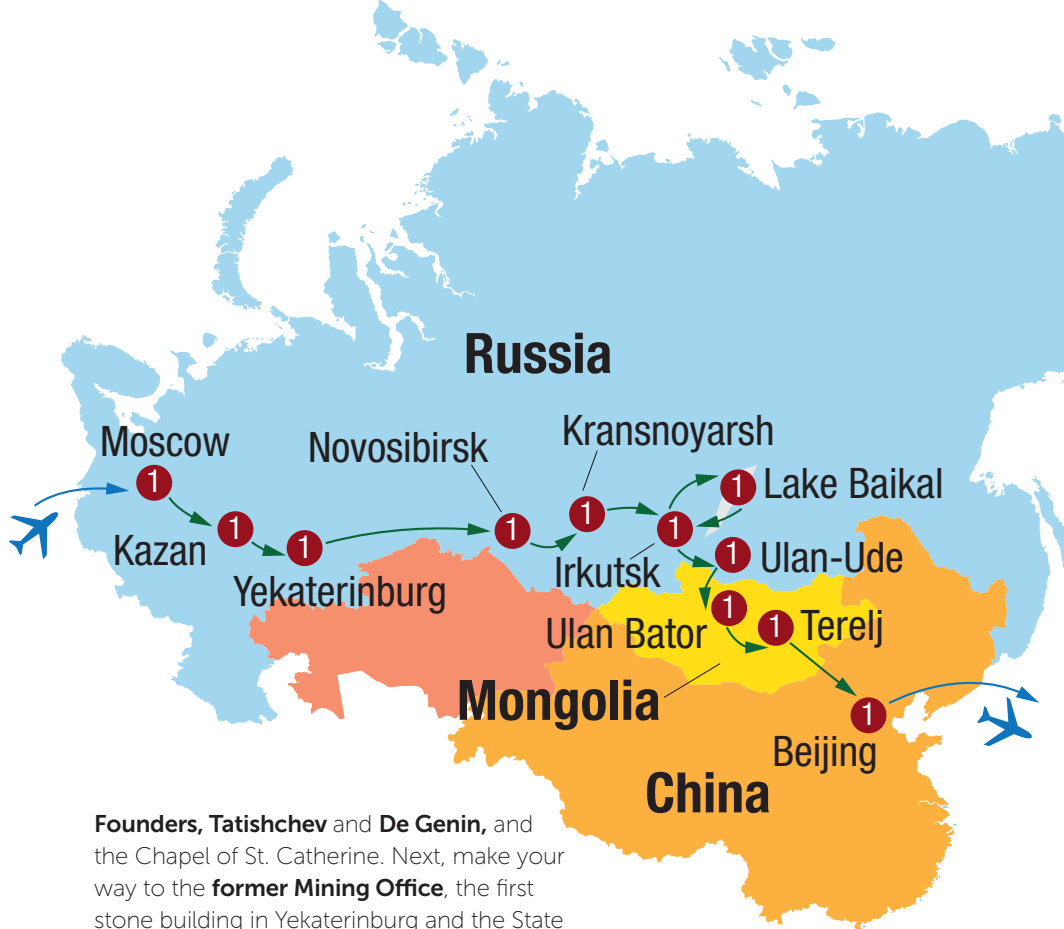 Russia
Kransnoyarsh
Moscow
Novosibirsk
1
1
Lake Baikal
1
1
1
1
Kazan
1
1
Ulan-Ude
Irkutsk
Yekaterinburg
1
Ulan Bator
1
Terelj
Mongolia
1
Beijing
China
Founders, Tatishchev and De Genin, and
the Chapel of St. Catherine. Next, make your
way to the former Mining Office, the first
stone building in Yekaterinburg and the State